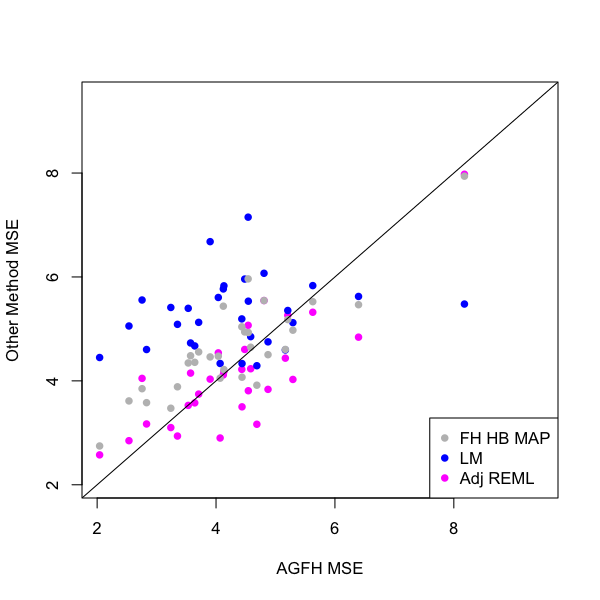 Other Method MSE
8
6
4
2
FH HB MAP
LM
Adj REML
2 4 6 8
AGFH MSE